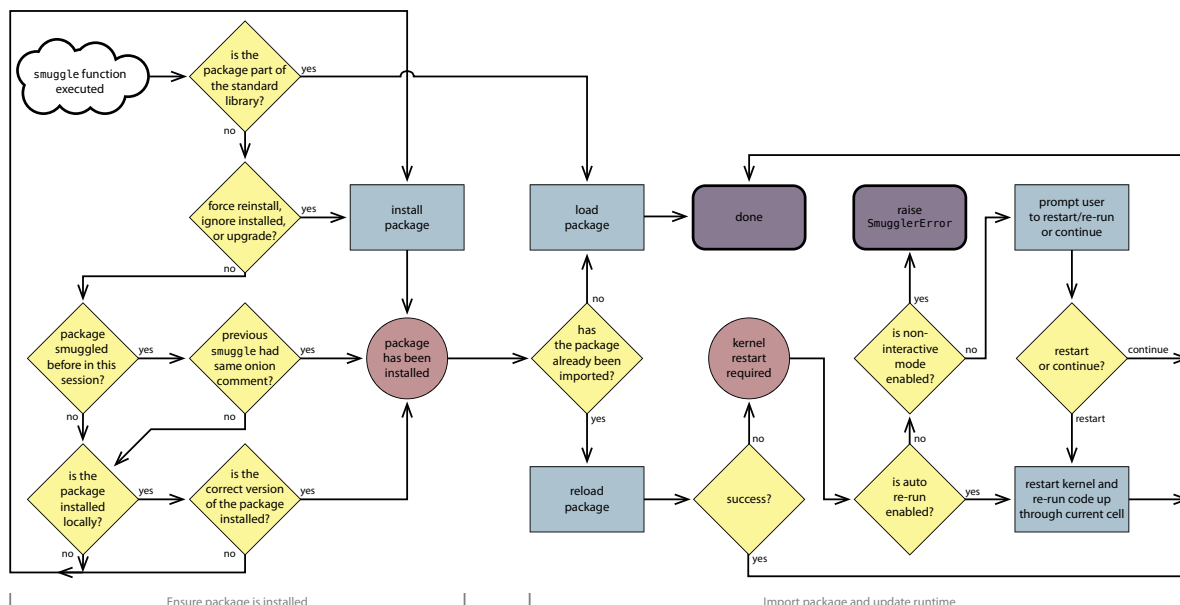 is the
package part of
the standard
library?
yes
smuggle function
executed
no
force reinstall,
ignore installed,
or upgrade?
yes
no
install
package
load
package
done
raise
SmugglerError
prompt user
to restart/re-run
or continue
package
smuggled
before in this
session?
yes
no
previous
smuggle had
same onion
comment?
yes
no
package
has been
installed
no
has
the package
already been
imported?
yes
kernel
restart
required
yes
is non-
interactive
mode
enabled?
no
restart
or continue?
continue
restart
is the
package
installed
locally?
yes
no
is the
correct version
of the package
installed?
yes
no
reload
package
no
success?
yes
no
is auto
re-run
enabled?
yes
restart kernel and
re-run code up
through current cell
Ensure package is installed
Import package and update runtime